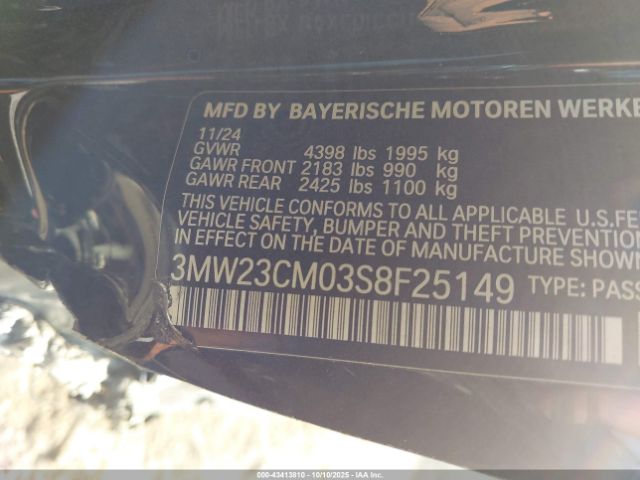 MFD BY BAYERISCHE MOTOREN WERKE
11/24
GVWR 4398 lbs 1995 kg
GAWR FRONT 2183 lbs 990 kg
GAWR REAR 2425 lbs 1100 kg
THIS VEHICLE CONFORMS TO ALL APPLICABLE U.S.FE
VEHICLE SAFETY, BUMPER AND THEFT PREVENTION
IN EFFECT ON THE DATE OF MANUFACTURE SHOWN
3MW23CM03S8F25149 TYPE: PASS
000-43413810 | 10/10/2025 | ©IAA Holdings, LLC